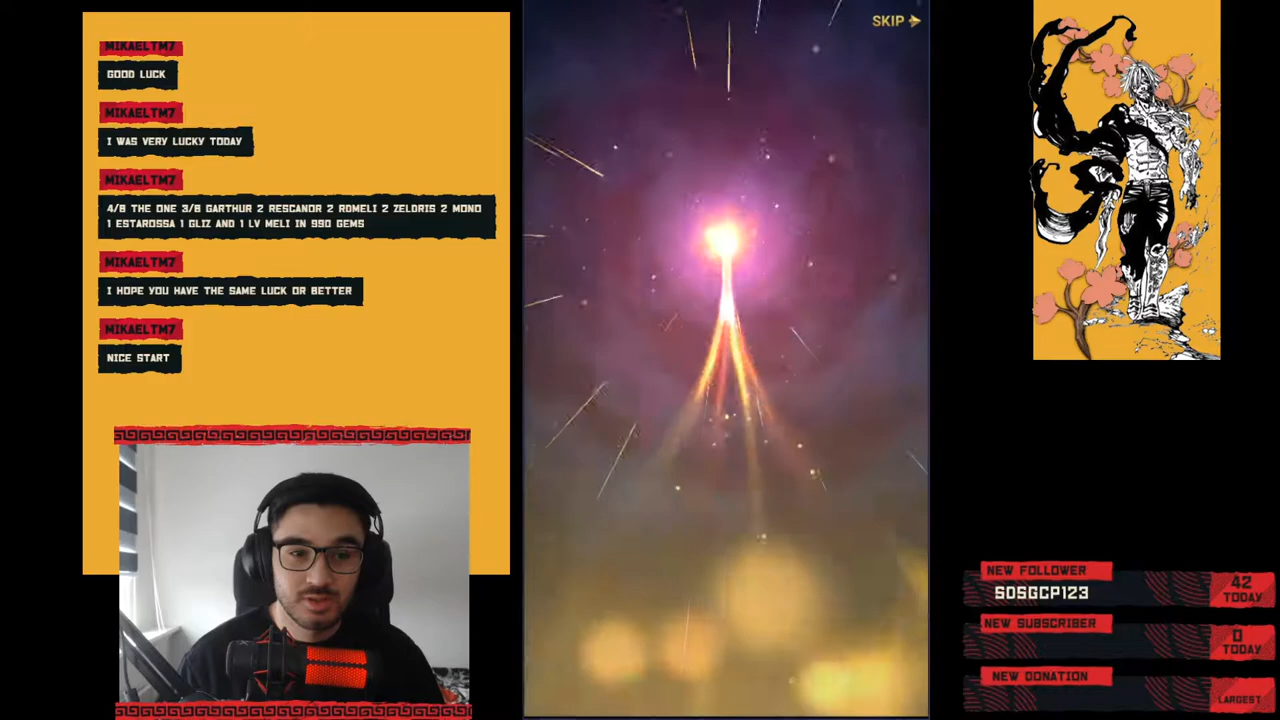 MIKAELTM7
GOOD LUCK
MIKAELTM7
I WAS VERY LUCKY TODAY
MIKAELTM7
4/6 THE ONE 3/6 GARTHUR 2 RESCANOR 2 ROMELI 2 ZELDRIS 2 MONO
1 ESTAROSSA 1 GLIZ AND 1 LV MELI IN 990 GEMS
MIKAELTM7
I HOPE YOU HAVE THE SAME LUCK OR BETTER
MIKAELTM7
NICE START
SKIP
NEW FOLLOWER
SDSGCP123
42
TODAY
NEW SUBSCRIBER
0
TODAY
NEW DONATION
LARGEST